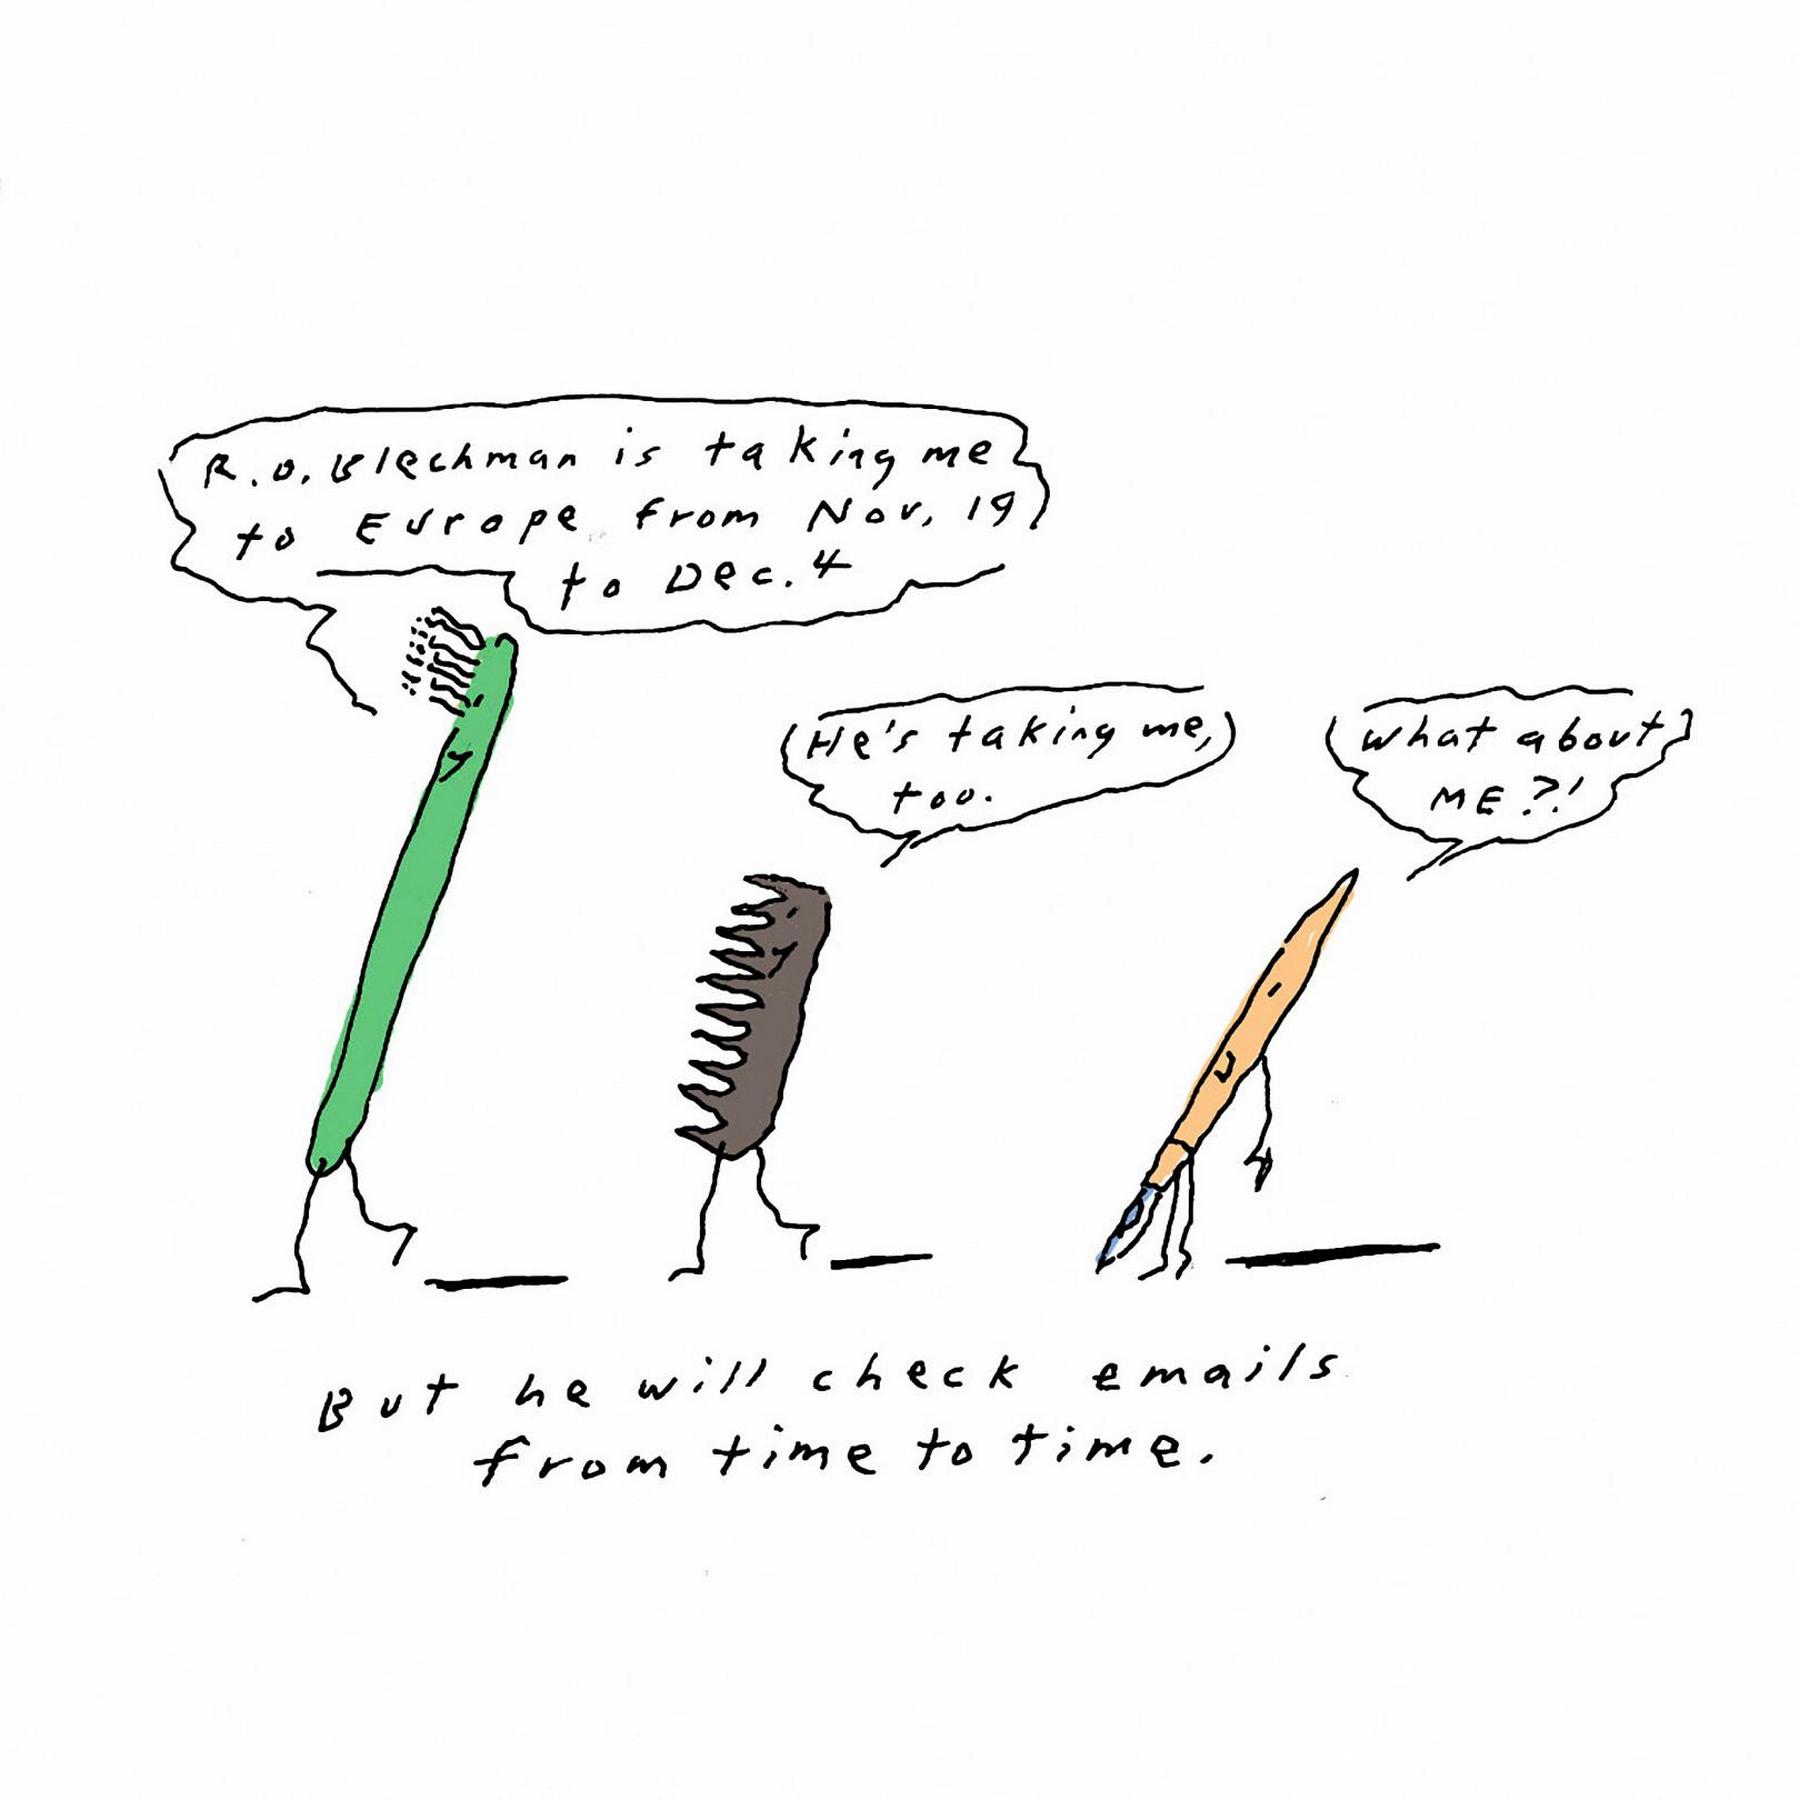 R.O. Blechman is taking me
to Europe from Nov. 19
to Dec. 4
He's taking me,
too.
What about
ME?!
But he will check emails
from time to time.